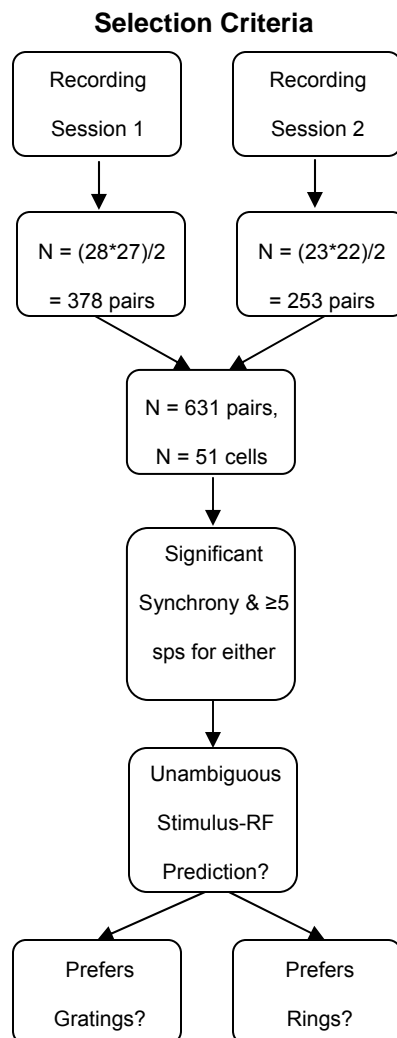 Selection Criteria
Recording
Session 1
Recording
Session 2
N = (28*27)/2
= 378 pairs
N = (23*22)/2
= 253 pairs
N = 631 pairs,
N = 51 cells
Significant
Synchrony & ≥5
sps for either
Unambiguous
Stimulus-RF
Prediction?
Prefers
Gratings?
Prefers
Rings?